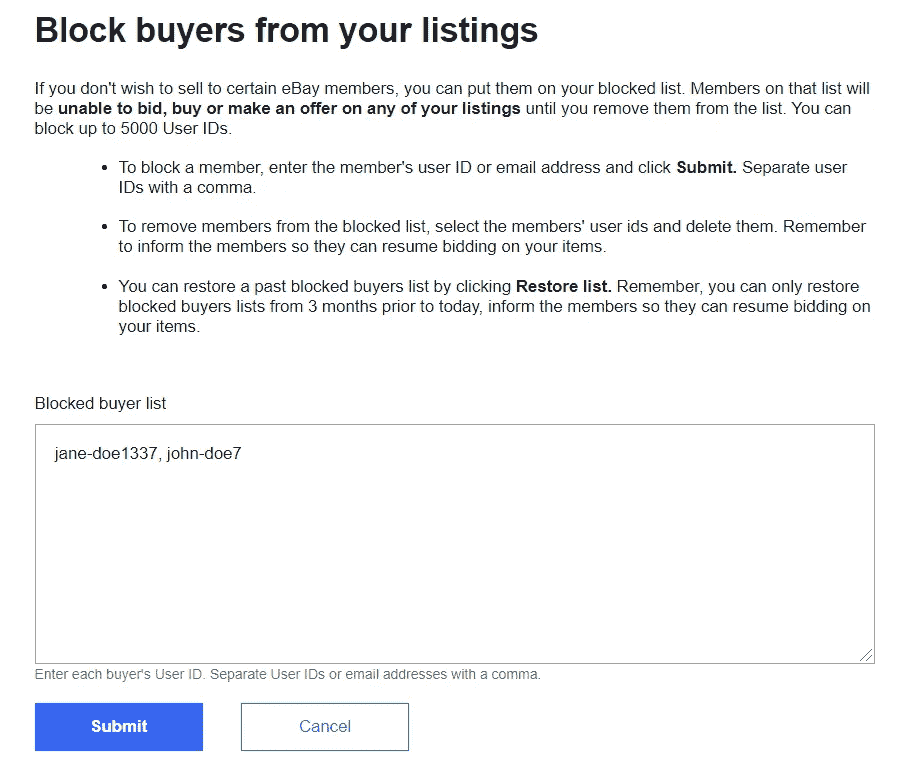 Block buyers from your listings
If you don't wish to sell to certain eBay members, you can put them on your blocked list. Members on that list will
be unable to bid, buy or make an offer on any of your listings until you remove them from the list. You can
block up to 5000 User IDs.
• To block a member, enter the member's user ID or email address and click Submit. Separate user
IDs with a comma.
• To remove members from the blocked list, select the members' user ids and delete them. Remember
to inform the members so they can resume bidding on your items.
• You can restore a past blocked buyers list by clicking Restore list. Remember, you can only restore
blocked buyers lists from 3 months prior to today, inform the members so they can resume bidding on
your items.
Blocked buyer list
jane-doe1337, john-doe7
Enter each buyer's User ID. Separate User IDs or email addresses with a comma.
Submit
Cancel